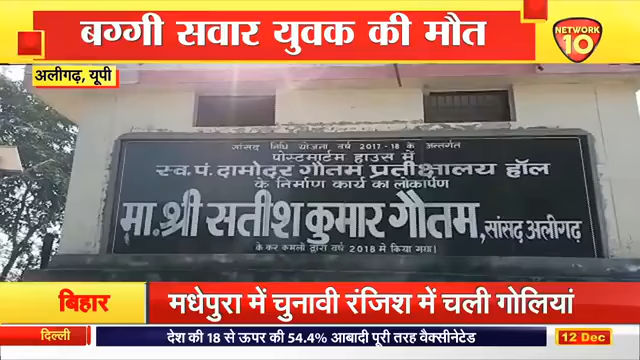 बग्गी सवार युवक की मौत
NETWORK
10
अलीगढ़, यूपी
सांसद निधि योजना वर्ष 2017-18 के अन्तर्गत
पोस्टमार्टम हाउस में
स्व.पं.दामोदर गौतम प्रतीक्षालय हॉल
के निर्माण कार्य का लोकार्पण
मा.श्री सतीश कुमार गौतम, सांसद अलीगढ़
के कर कमलों द्वारा वर्ष 2018 में किया गया।
बिहार
मधेपुरा में चुनावी रंजिश में चली गोलियां
दिल्ली
देश की 18 से ऊपर की 54.4% आबादी पूरी तरह वैक्सीनेटेड
12 Dec